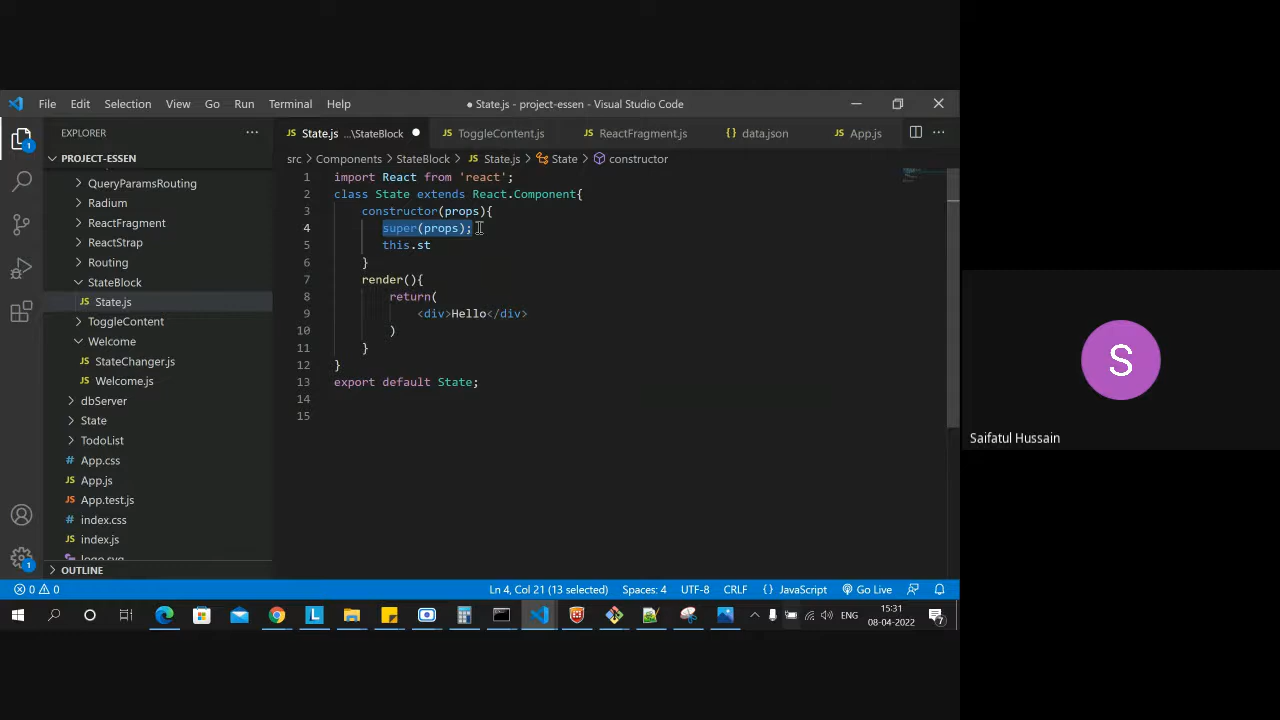 File Edit Selection View Go Run Terminal Help
● State.js - project-essen - Visual Studio Code
EXPLORER
State.js ...\StateBlock
ToggleContent.js
ReactFragment.js
data.json
App.js
PROJECT-ESSEN
src > Components > StateBlock > State.js > State > constructor
QueryParamsRouting
Radium
ReactFragment
ReactStrap
Routing
StateBlock
State.js
ToggleContent
Welcome
StateChanger.js
Welcome.js
dbServer
State
TodoList
App.css
App.js
App.test.js
index.css
index.js
logo.svg
OUTLINE
1 import React from 'react';
2 class State extends React.Component{
3 constructor(props){
4 super(props);
5 this.st
6 }
7 render(){
8 return(
9 <div>Hello</div>
10 )
11 }
12 }
13 export default State;
14
15
0 0
Ln 4, Col 21 (13 selected) Spaces: 4 UTF-8 CRLF {} JavaScript Go Live
ENG
15:31
08-04-2022
S
Saifatul Hussain